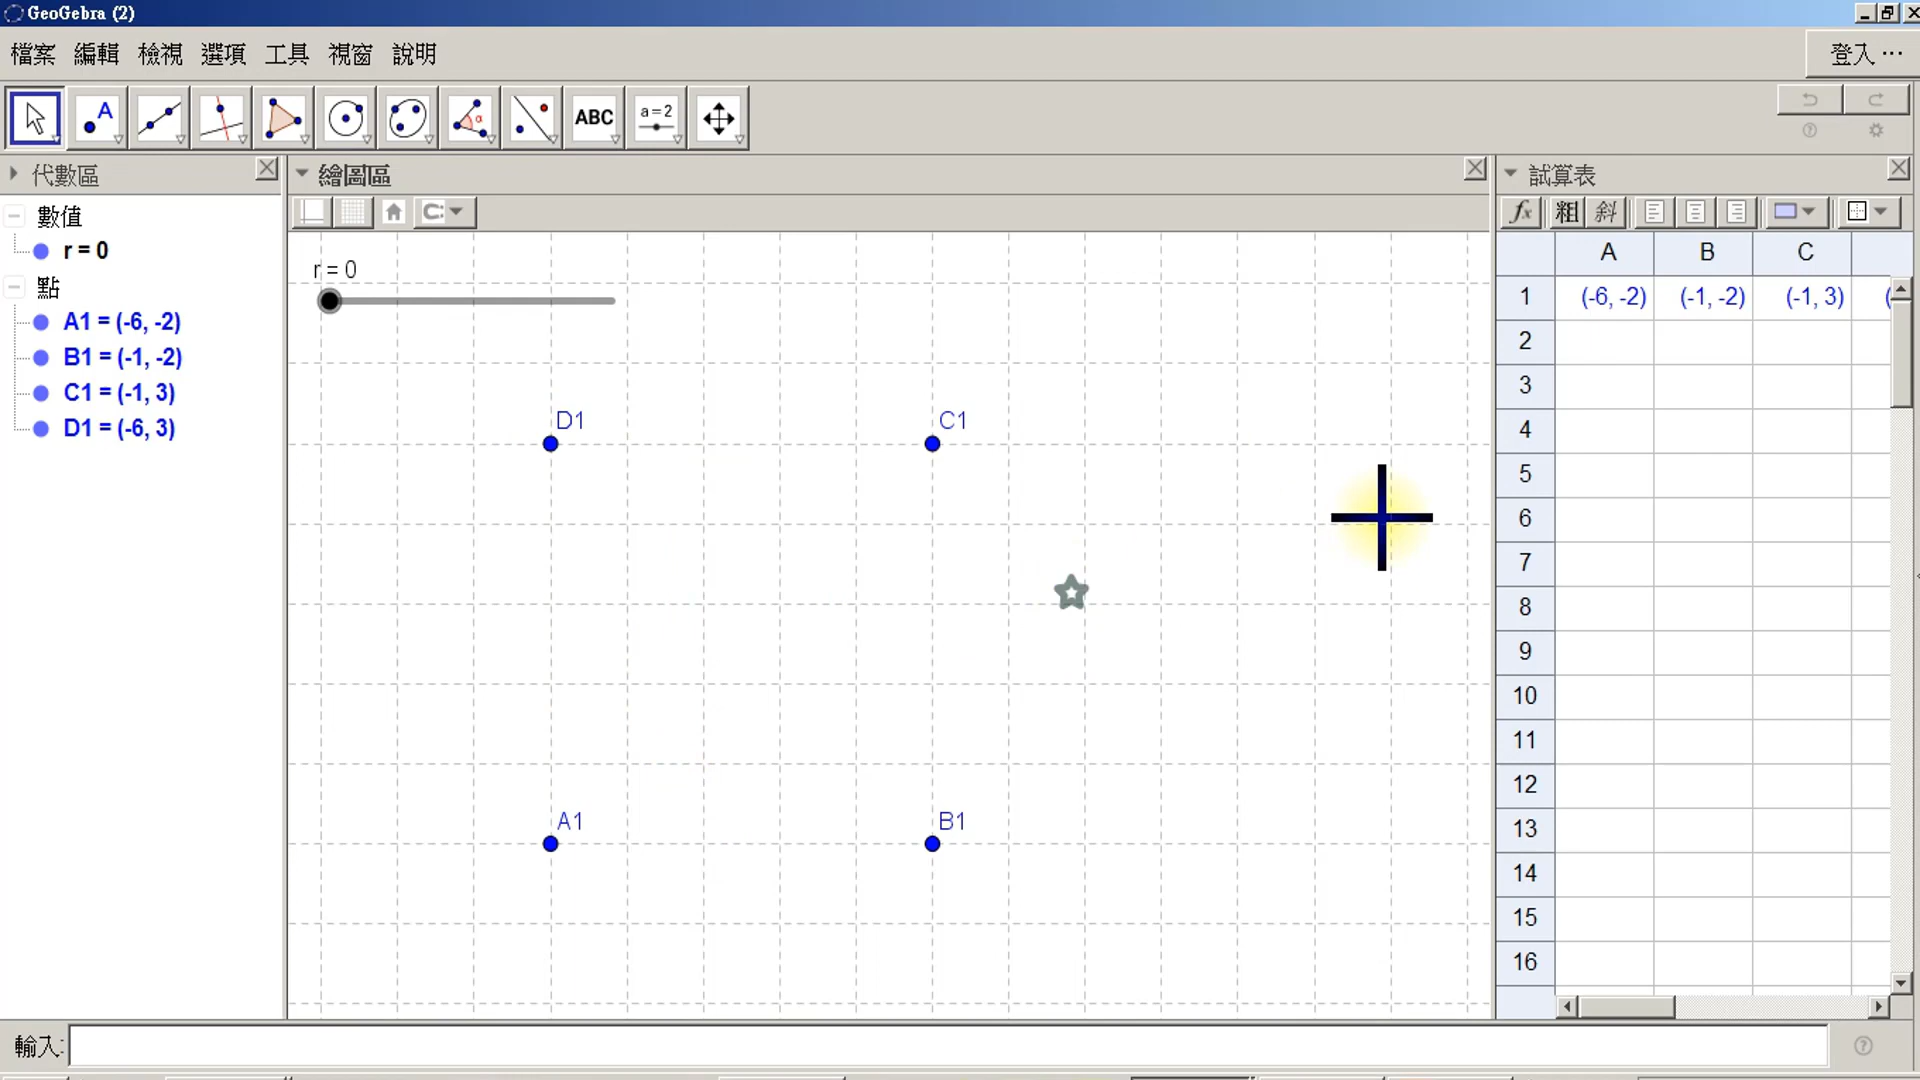 GeoGebra (2)
檔案 編輯 檢視 選項 工具 視窗 說明
登入 ...
A
α
ABC
a=2
代數區
繪圖區
試算表
數值
r = 0
點
A1 = (-6, -2)
B1 = (-1, -2)
C1 = (-1, 3)
D1 = (-6, 3)
r = 0
D1
C1
A1
B1
fx 粗 斜
A B C
1 (-6, -2) (-1, -2) (-1, 3) (
2
3
4
5
6
7
8
9
10
11
12
13
14
15
16
輸入: